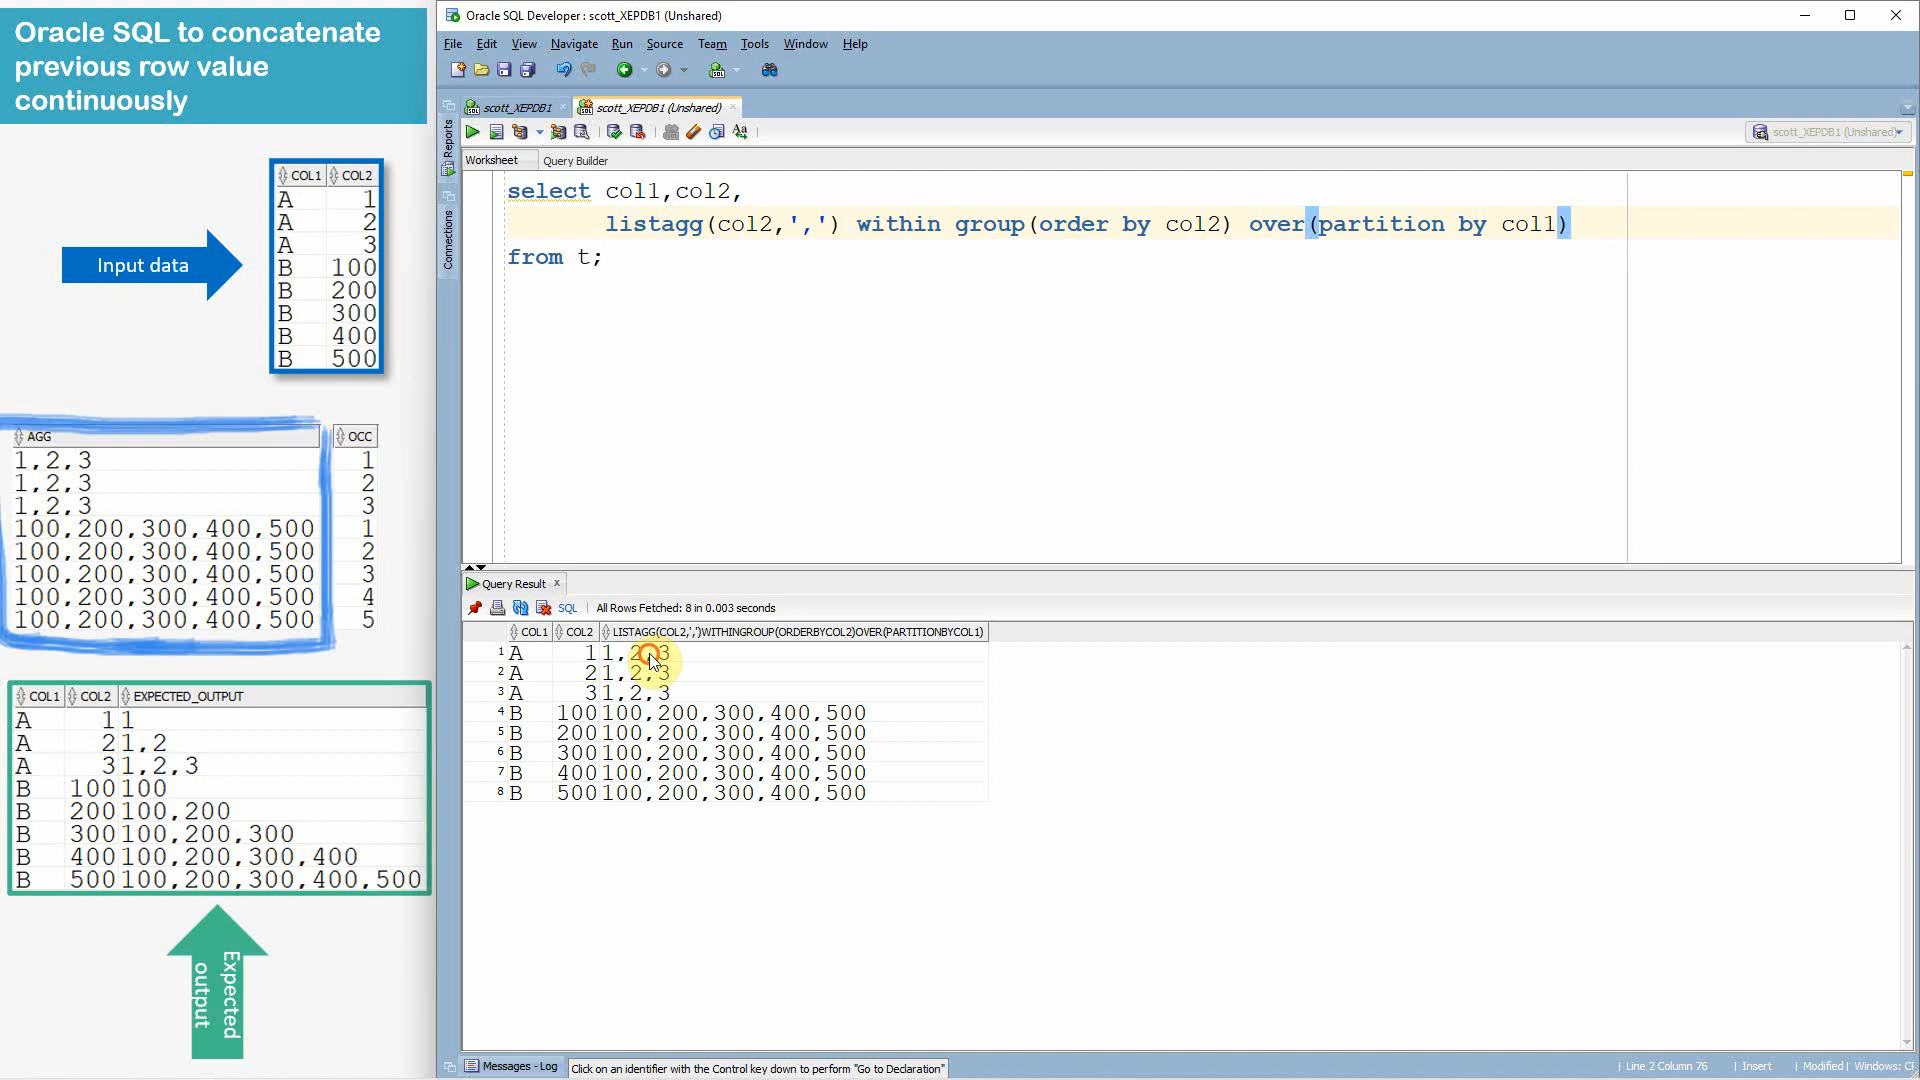 Oracle SQL to concatenate
previous row value
continuously
Input data
COL1 COL2
A 1
A 2
A 3
B 100
B 200
B 300
B 400
B 500
AGG OCC
1,2,3 1
1,2,3 2
1,2,3 3
100,200,300,400,500 1
100,200,300,400,500 2
100,200,300,400,500 3
100,200,300,400,500 4
100,200,300,400,500 5
COL1 COL2 EXPECTED_OUTPUT
A 1 1
A 2 1,2
A 3 1,2,3
B 100 100
B 200 100,200
B 300 100,200,300
B 400 100,200,300,400
B 500 100,200,300,400,500
Expected
output
Oracle SQL Developer : scott_XEPDB1 (Unshared)
File Edit View Navigate Run Source Team Tools Window Help
scott_XEPDB1 scott_XEPDB1 (Unshared)
Reports
Connections
scott_XEPDB1 (Unshared)
Worksheet Query Builder
select col1,col2,
listagg(col2,',') within group(order by col2) over(partition by col1)
from t;
Query Result
SQL All Rows Fetched: 8 in 0.003 seconds
COL1 COL2 LISTAGG(COL2,',')WITHINGROUP(ORDERBYCOL2)OVER(PARTITIONBYCOL1)
1 A 1 1,2,3
2 A 2 1,2,3
3 A 3 1,2,3
4 B 100 100,200,300,400,500
5 B 200 100,200,300,400,500
6 B 300 100,200,300,400,500
7 B 400 100,200,300,400,500
8 B 500 100,200,300,400,500
Messages - Log Click on an identifier with the Control key down to perform "Go to Declaration" Line 2 Column 76 Insert Modified Windows: C